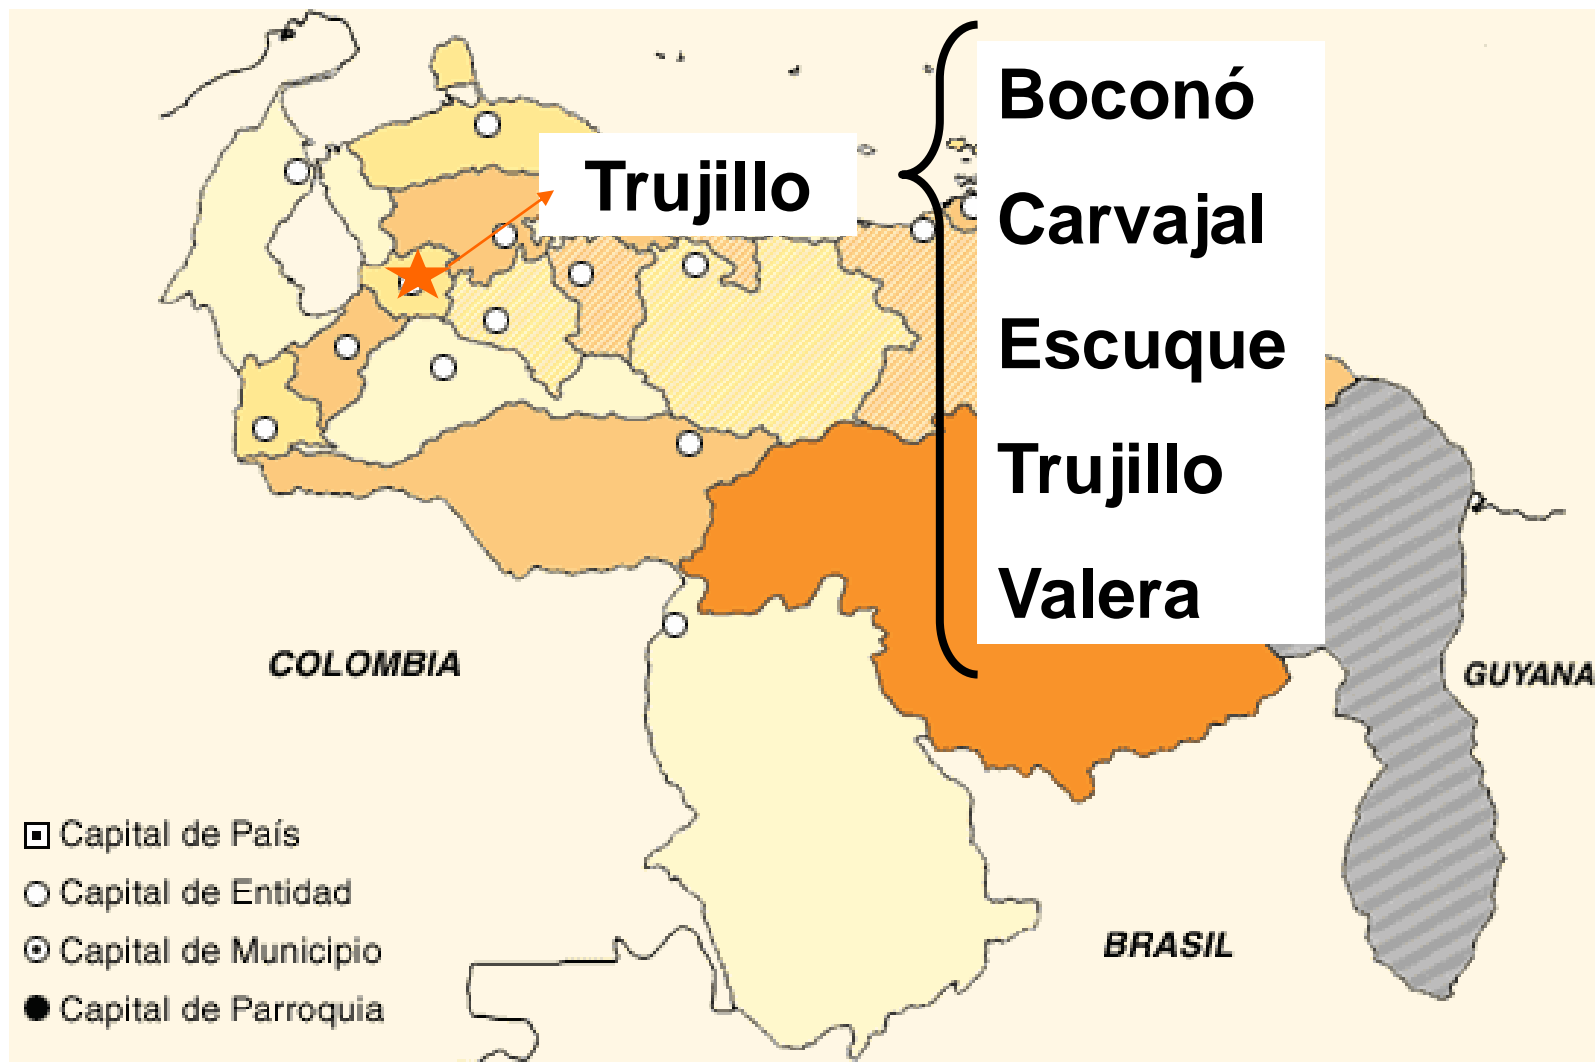 Trujillo
Boconó
Carvajal
Escuque
Trujillo
Valera
COLOMBIA
GUYANA
BRASIL
Capital de País
Capital de Entidad
Capital de Municipio
Capital de Parroquia